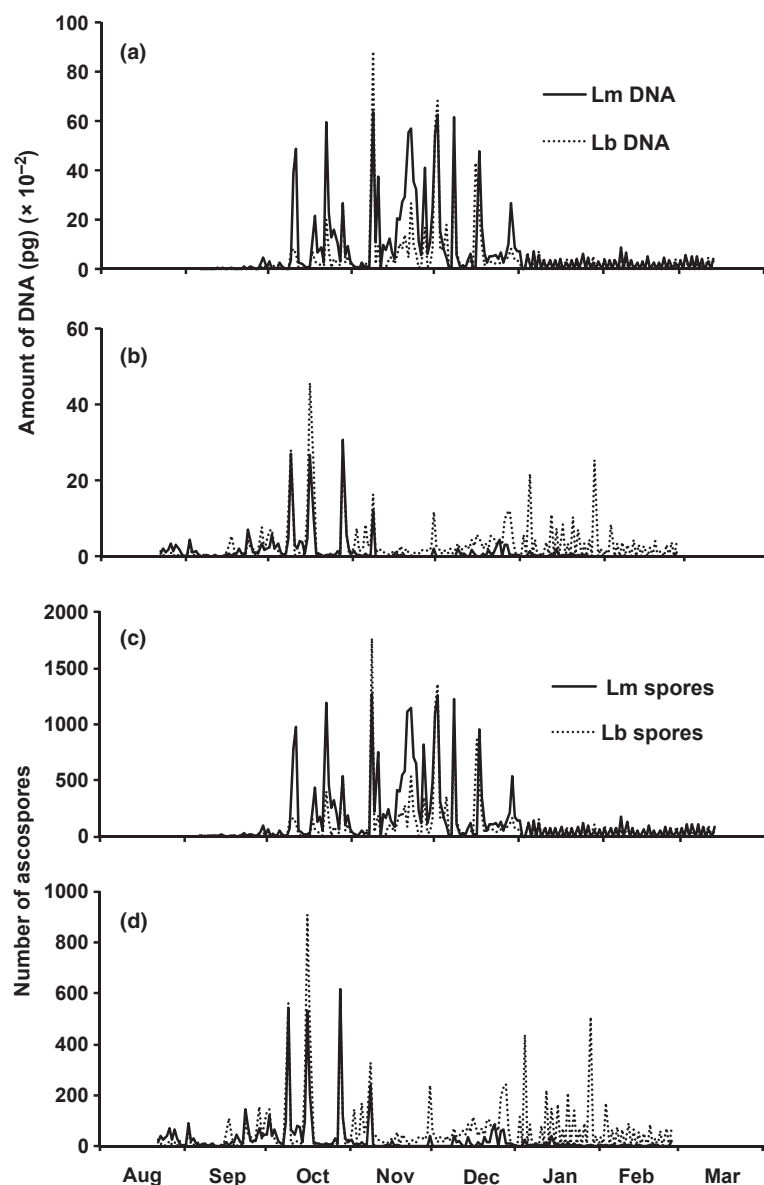 100
(a)
80
Lm DNA
60
Lb DNA
40
20
0
Amount of DNA (pg) (× 10⁻²)
60
(b)
40
20
0
2000
(c)
1500
Lm spores
1000
Lb spores
500
0
Number of ascospores
1000
(d)
800
600
400
200
0
Aug Sep Oct Nov Dec Jan Feb Mar